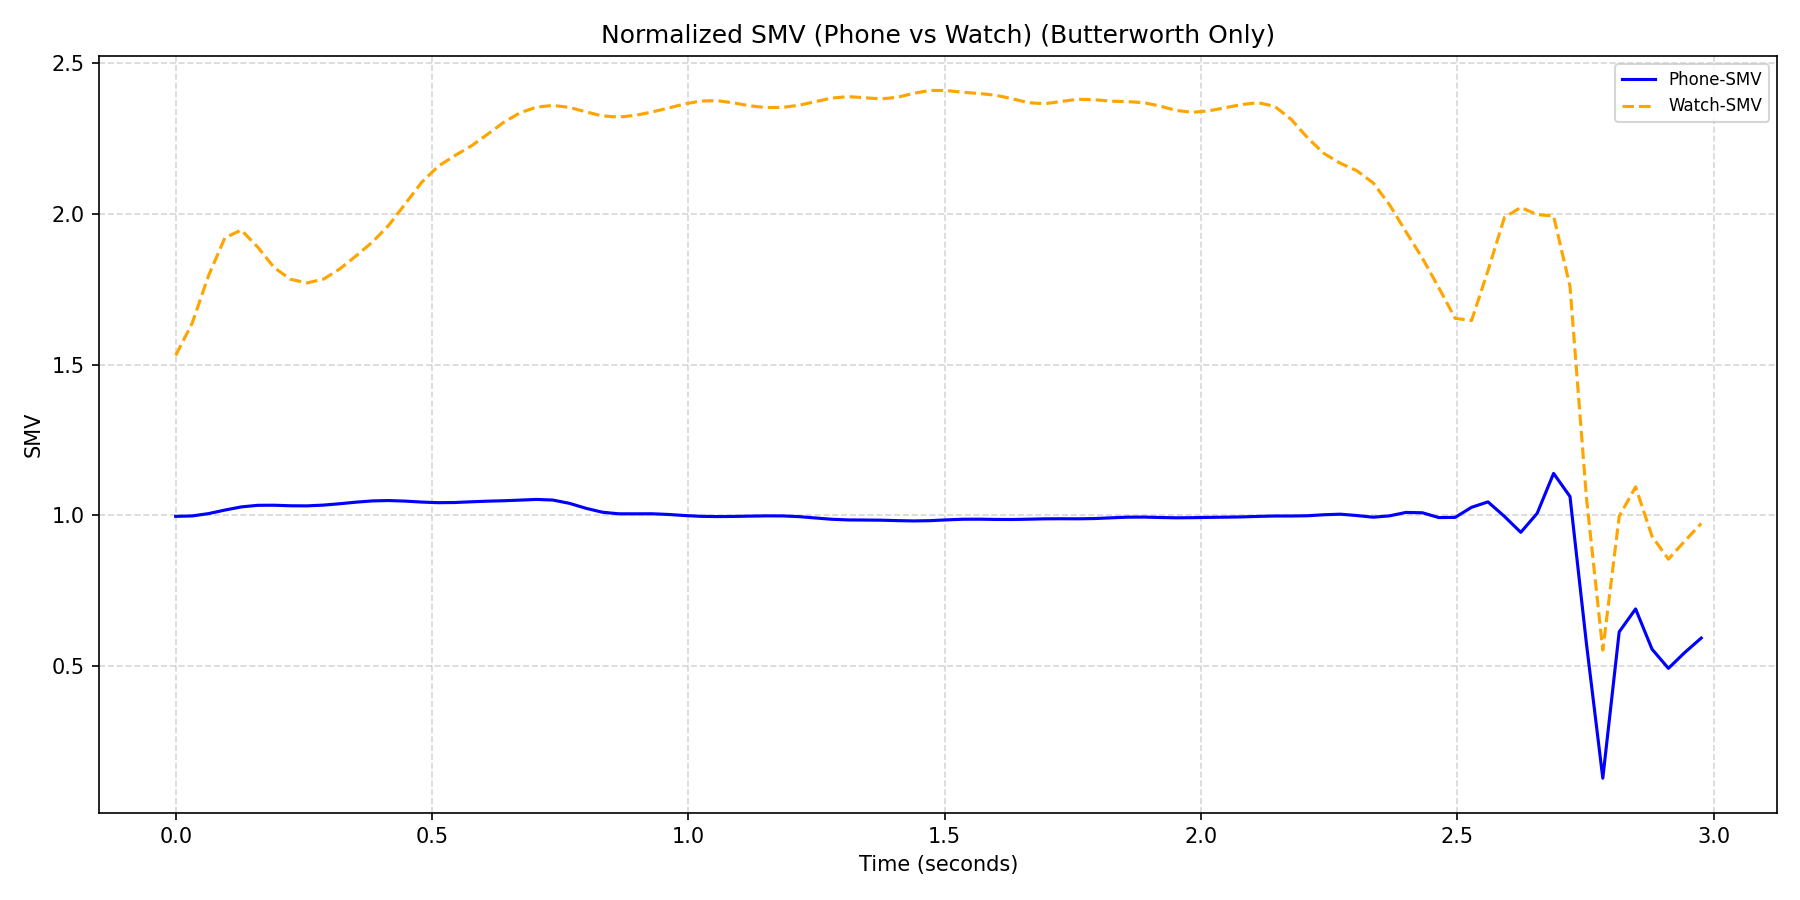 Normalized SMV (Phone vs Watch) (Butterworth Only)
Phone-SMV
Watch-SMV
SMV
2.5
2.0
1.5
1.0
0.5
0.0 0.5 1.0 1.5 2.0 2.5 3.0
Time (seconds)